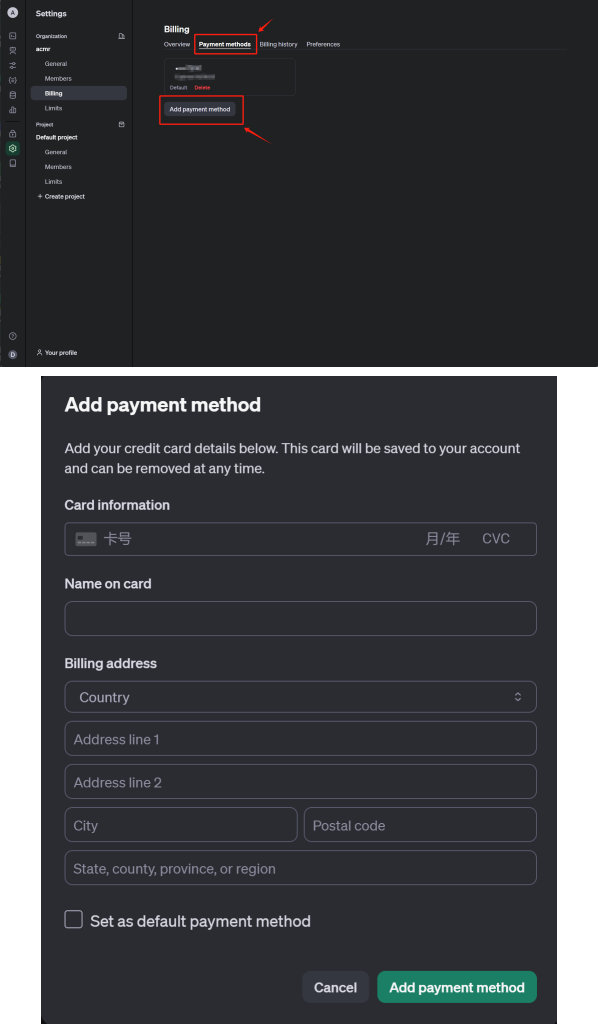 A
Settings
Organization
acmr
General
Members
Billing
Limits
Project
Default project
General
Members
Limits
+ Create project
D
Your profile
Billing
Overview Payment methods Billing history Preferences
Default Delete
Add payment method
Add payment method
Add your credit card details below. This card will be saved to your account
and can be removed at any time.
Card information
卡号 月/年 CVC
Name on card
Billing address
Country
Address line 1
Address line 2
City Postal code
State, county, province, or region
Set as default payment method
Cancel Add payment method